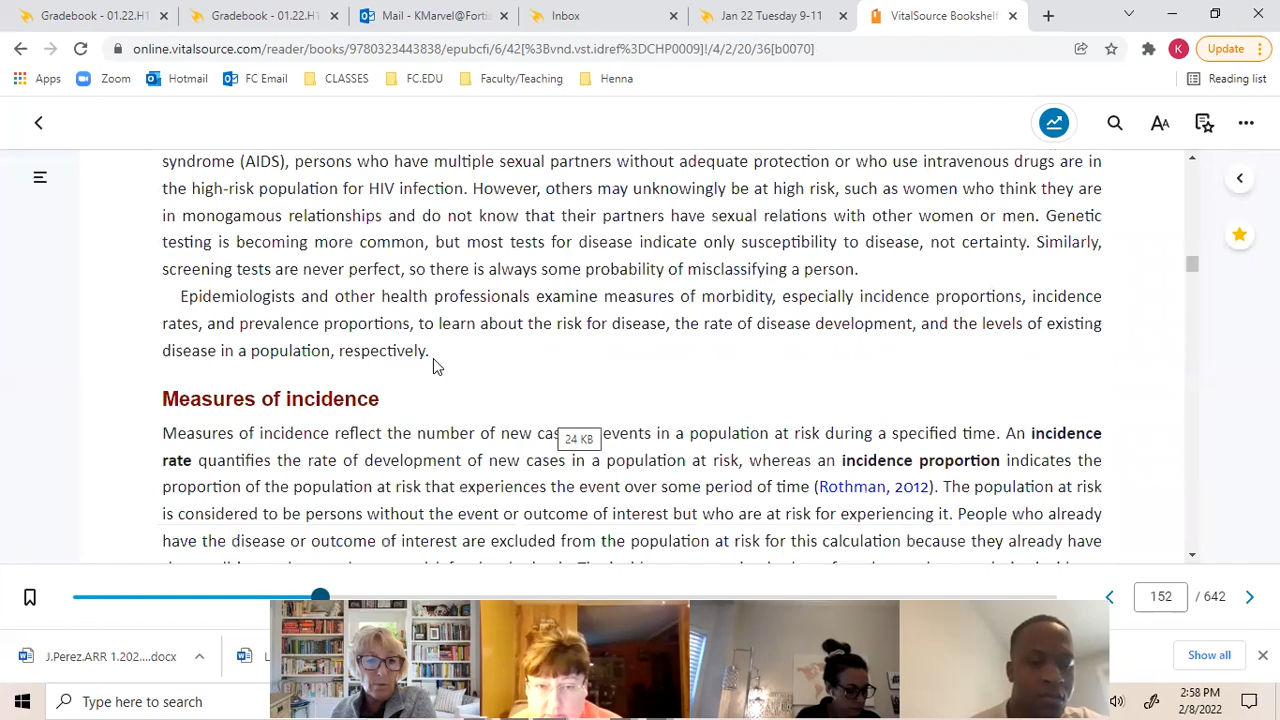 Gradebook - 01.22.H1
Gradebook - 01.22.H1
Mail - KMarvel@Forti
Inbox
Jan 22 Tuesday 9-11
VitalSource Bookshelf
online.vitalsource.com/reader/books/9780323443838/epubcfi/6/42[%3Bvnd.vst.idref%3DCHP0009]!/4/2/20/36[b0070]
K
Update
Apps
Zoom
Hotmail
FC Email
CLASSES
FC.EDU
Faculty/Teaching
Henna
Reading list
AA
syndrome (AIDS), persons who have multiple sexual partners without adequate protection or who use intravenous drugs are in
the high-risk population for HIV infection. However, others may unknowingly be at high risk, such as women who think they are
in monogamous relationships and do not know that their partners have sexual relations with other women or men. Genetic
testing is becoming more common, but most tests for disease indicate only susceptibility to disease, not certainty. Similarly,
screening tests are never perfect, so there is always some probability of misclassifying a person.
Epidemiologists and other health professionals examine measures of morbidity, especially incidence proportions, incidence
rates, and prevalence proportions, to learn about the risk for disease, the rate of disease development, and the levels of existing
disease in a population, respectively.
Measures of incidence
Measures of incidence reflect the number of new cas 24 KB events in a population at risk during a specified time. An incidence
rate quantifies the rate of development of new cases in a population at risk, whereas an incidence proportion indicates the
proportion of the population at risk that experiences the event over some period of time (Rothman, 2012). The population at risk
is considered to be persons without the event or outcome of interest but who are at risk for experiencing it. People who already
have the disease or outcome of interest are excluded from the population at risk for this calculation because they already have
152 / 642
J.Perez.ARR 1.202....docx
L
Show all
Type here to search
2:58 PM
2/8/2022